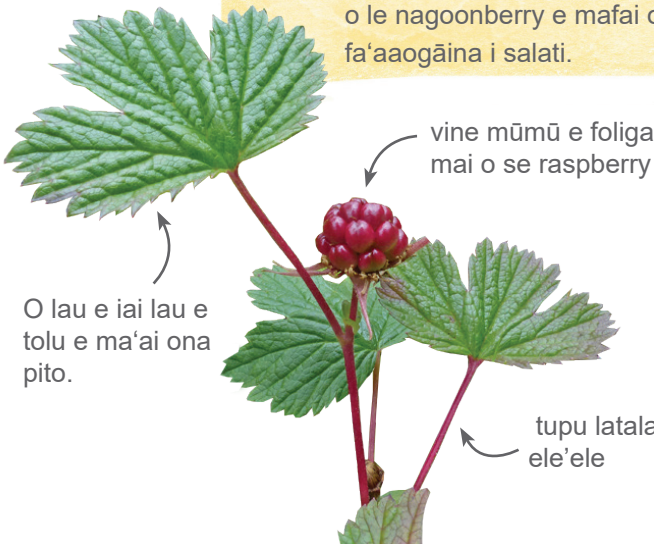 o le nagoonberry e mafai
fa‘aaogāina i salati.
vine mūmū e foliga
mai o se raspberry
O lau e iai lau e
tolu e ma‘ai ona
pito.
tupu latala
ele’ele